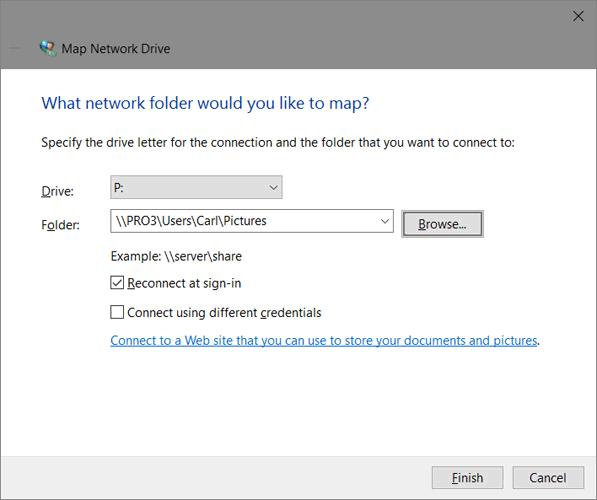 Map Network Drive
What network folder would you like to map?
Specify the drive letter for the connection and the folder that you want to connect to:
Drive: P:
Folder: \\PRO3\Users\Carl\Pictures Browse...
Example: \\server\share
Reconnect at sign-in
Connect using different credentials
Connect to a Web site that you can use to store your documents and pictures.
Finish Cancel